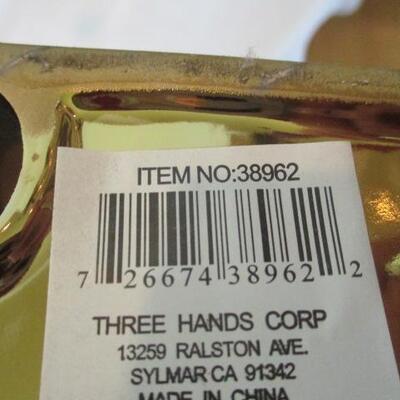 ITEM NO:38962
7 26674 38962 2
THREE HANDS CORP
13259 RALSTON AVE.
SYLMAR CA 91342
MADE IN CHINA